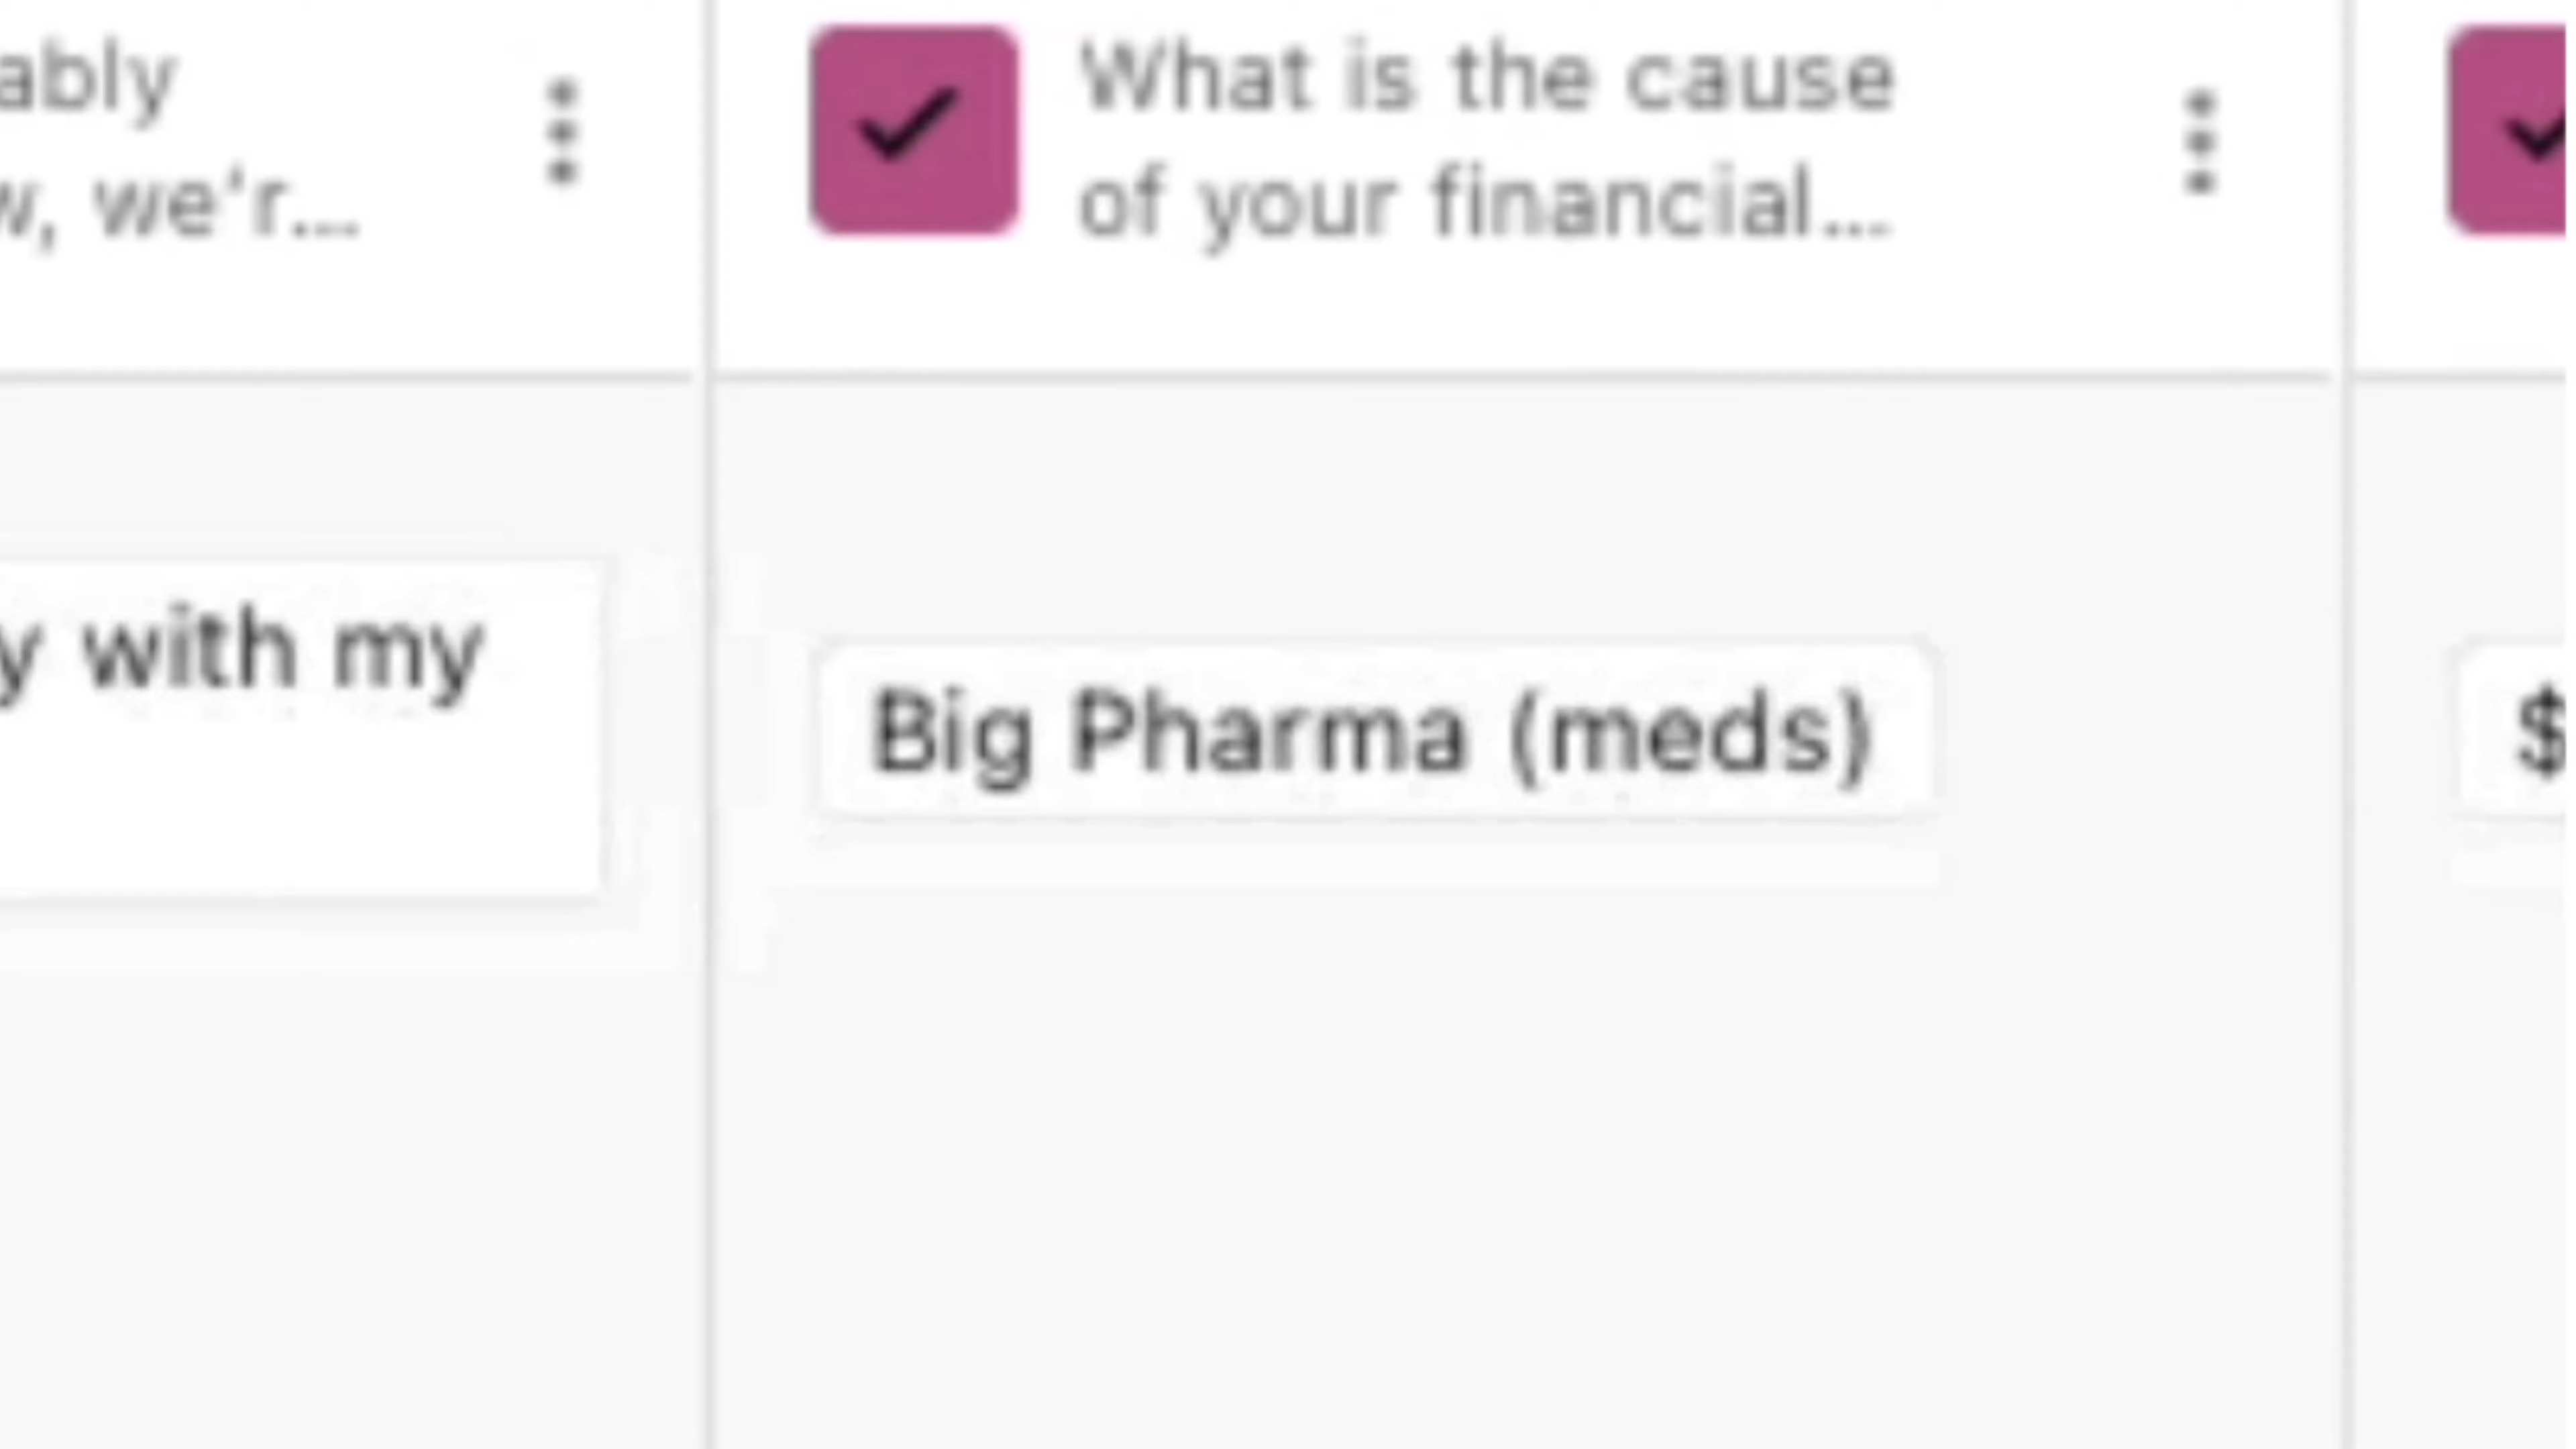 ably
w, we'r...
What is the cause
of your financial...
y with my
Big Pharma (meds)
$